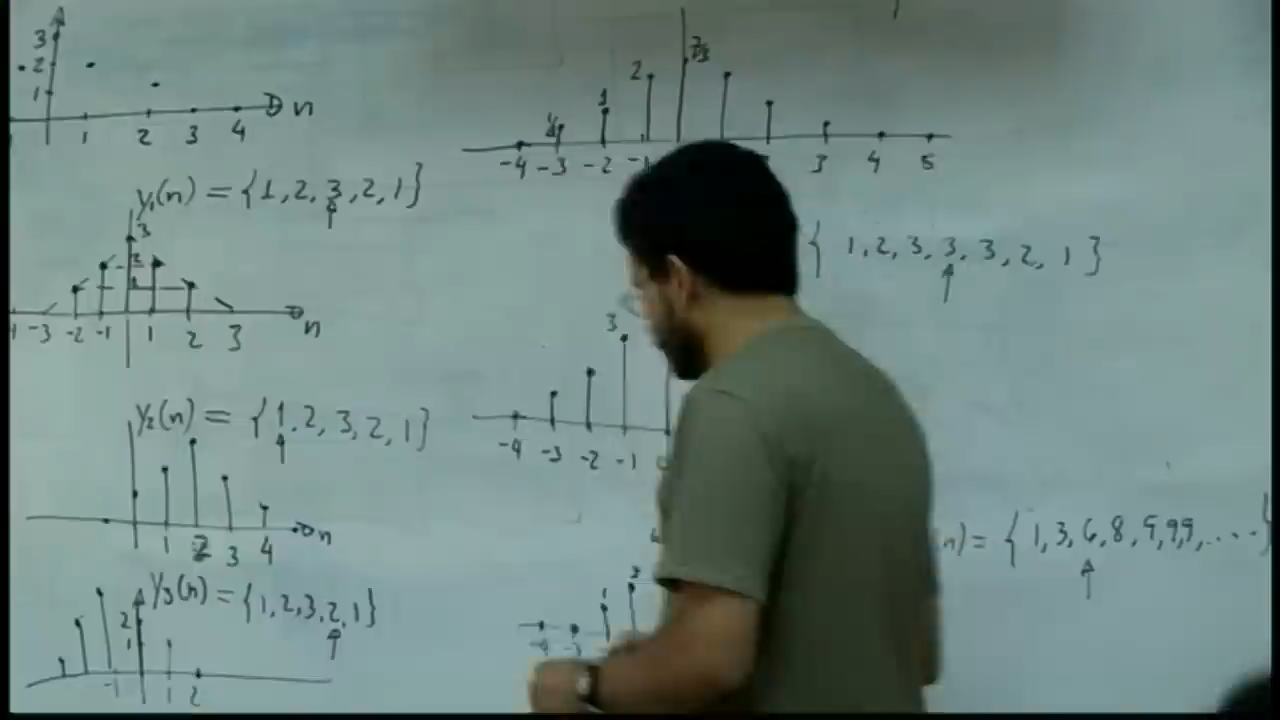 3
2
1
1 2 3 4 n
y₁(n) = {1, 2, 3, 2, 1}
↑
3
2
1
-3 -2 -1 1 2 3 n
y₂(n) = {1, 2, 3, 2, 1}
↑
1 2 3 4 n
y₃(n) = {1, 2, 3, 2, 1}
↑
2
1
-1 1 2
2 1
-4 -3 -2 -1 3 4 5
{ 1, 2, 3, 3, 3, 2, 1 }
↑
3
-4 -3 -2 -1
n) = { 1, 3, 6, 8, 9, 9, 9, .... }
↑